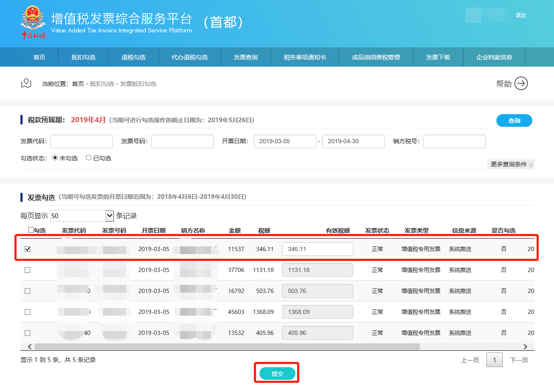 增值税发票综合服务平台 （首都）
Value Added Tax Invoice Integrated Service Platform
退出
首页 抵扣勾选 退税勾选 代办退税勾选 发票查询 税务事项通知书 成品油消费税管理 发票下载 企业档案信息
当前位置：首页 - 抵扣勾选 - 发票抵扣勾选 帮助
税款所属期： 2019年4月 (当期可进行勾选操作的截止日期为：2019年5月26日) 查询
发票代码： 发票号码： 开票日期： 2019-03-05 - 2019-04-30 销方税号：
勾选状态： 未勾选 已勾选
更多查询条件
发票勾选 (当期可勾选发票的开票日期范围为：2018年4月6日-2019年4月30日)
每页显示 50 条记录
勾选 发票代码 发票号码 开票日期 销方名称 金额 税额 有效税额 发票状态 发票类型 信息来源 是否勾选
2019-03-05 11537 346.11 346.11 正常 增值税专用发票 系统推送 否 20
2019-03-05 37706 1131.18 1131.18 正常 增值税专用发票 系统推送 否 20
0 2019-03-05 16792 503.76 503.76 正常 增值税专用发票 系统推送 否 20
2019-03-05 45603 1368.09 1368.09 正常 增值税专用发票 系统推送 否 20
40 2019-03-05 13532 405.96 405.96 正常 增值税专用发票 系统推送 否 20
显示 1 到 5 条，共 5 条记录 上一页 1 下一页
提交